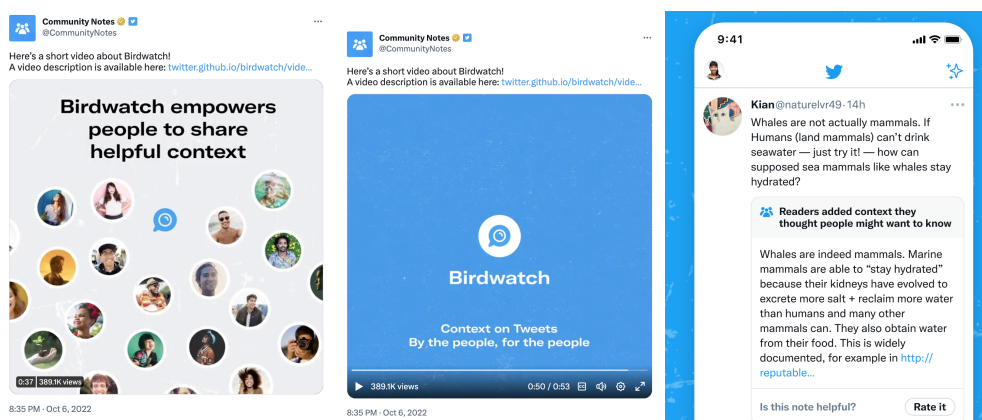 Community Notes
@CommunityNotes
Here's a short video about Birdwatch!
A video description is available here: twitter.github.io/birdwatch/vide...
Birdwatch empowers
people to share
helpful context
0:37 389.1K views
8:35 PM · Oct 6, 2022
Community Notes
@CommunityNotes
Here's a short video about Birdwatch!
A video description is available here: twitter.github.io/birdwatch/vide...
Birdwatch
Context on Tweets
By the people, for the people
389.1K views
0:50 / 0:53
8:35 PM · Oct 6, 2022
9:41
Kian @naturelvr49 · 14h
Whales are not actually mammals. If
Humans (land mammals) can't drink
seawater — just try it! — how can
supposed sea mammals like whales stay
hydrated?
Readers added context they
thought people might want to know
Whales are indeed mammals. Marine
mammals are able to "stay hydrated"
because their kidneys have evolved to
excrete more salt + reclaim more water
than humans and many other
mammals can. They also obtain water
from their food. This is widely
documented, for example in http://
reputable...
Is this note helpful?
Rate it